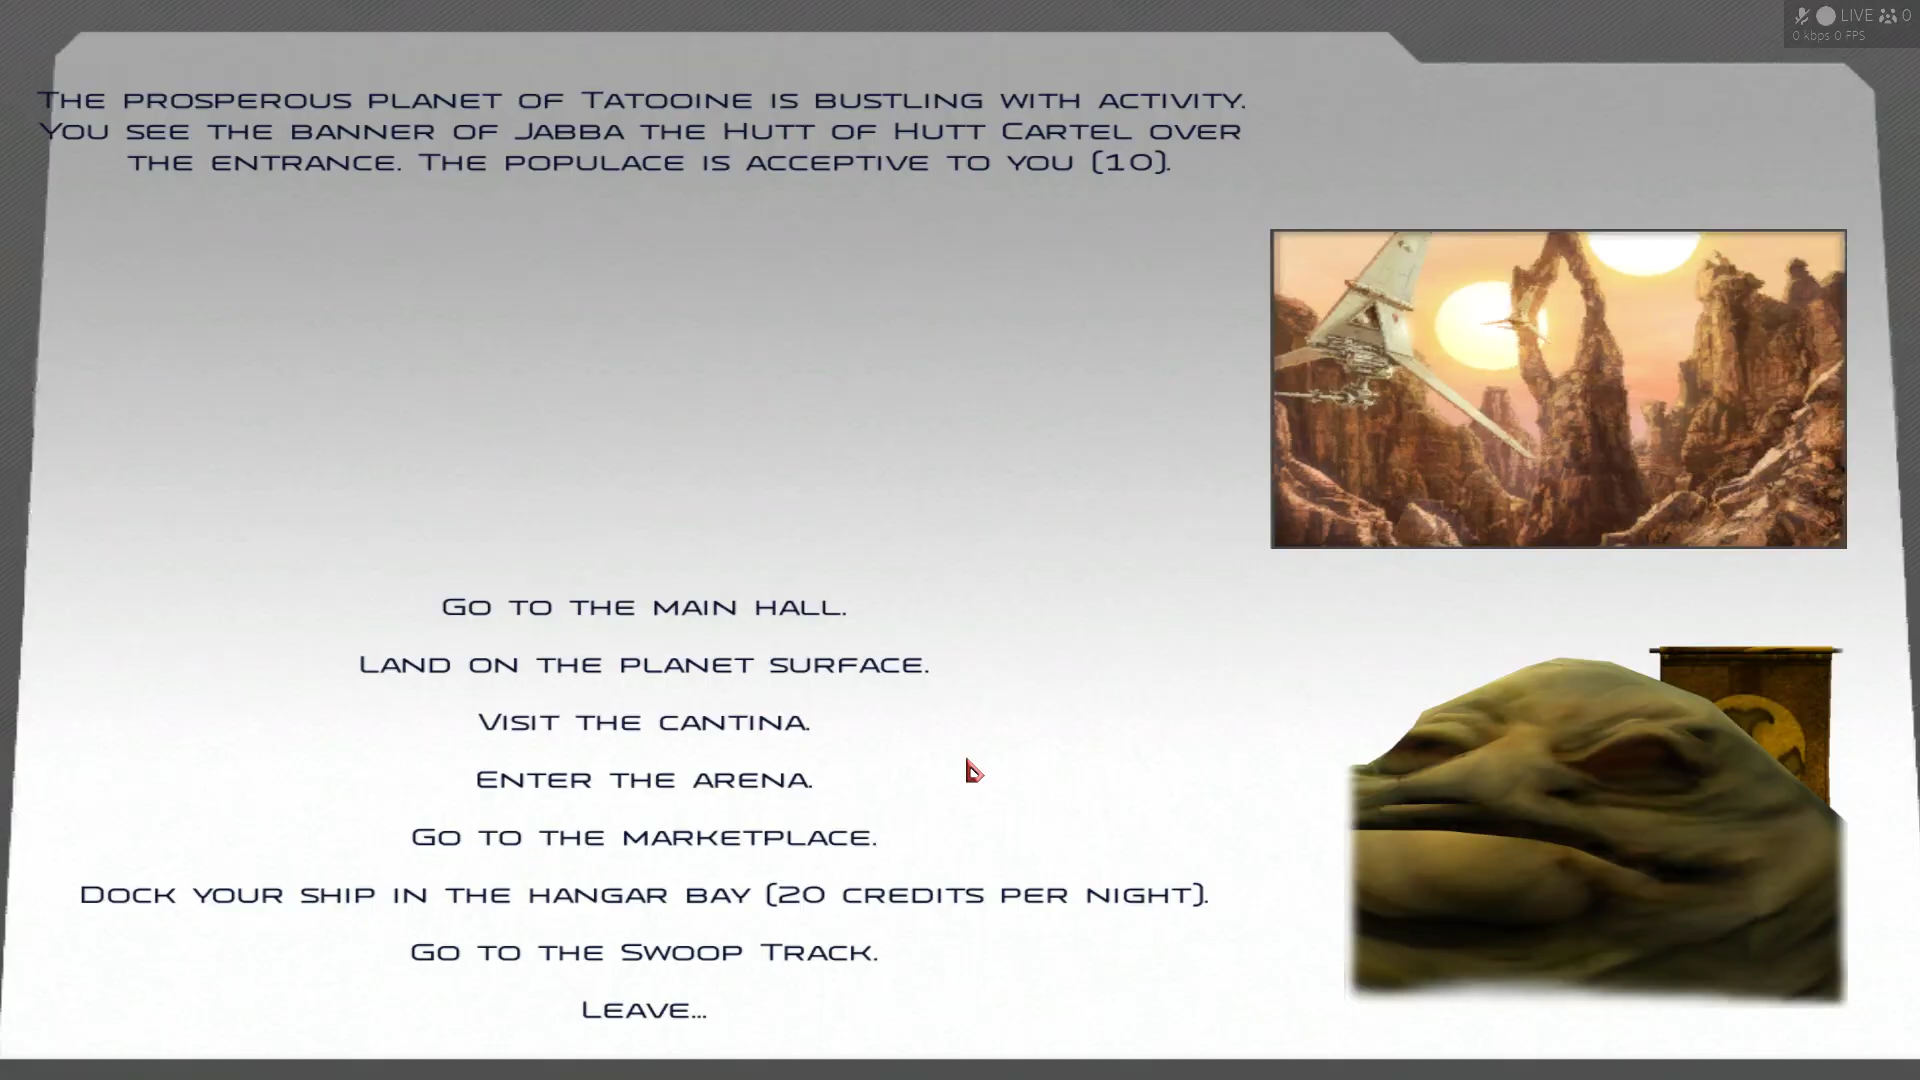 LIVE 0
0 kbps 0 FPS
The prosperous planet of Tatooine is bustling with activity.
You see the banner of Jabba the Hutt of Hutt Cartel over
the entrance. The populace is acceptive to you (10).
Go to the main hall.
Land on the planet surface.
Visit the cantina.
Enter the arena.
Go to the marketplace.
Dock your ship in the hangar bay (20 credits per night).
Go to the Swoop Track.
Leave...